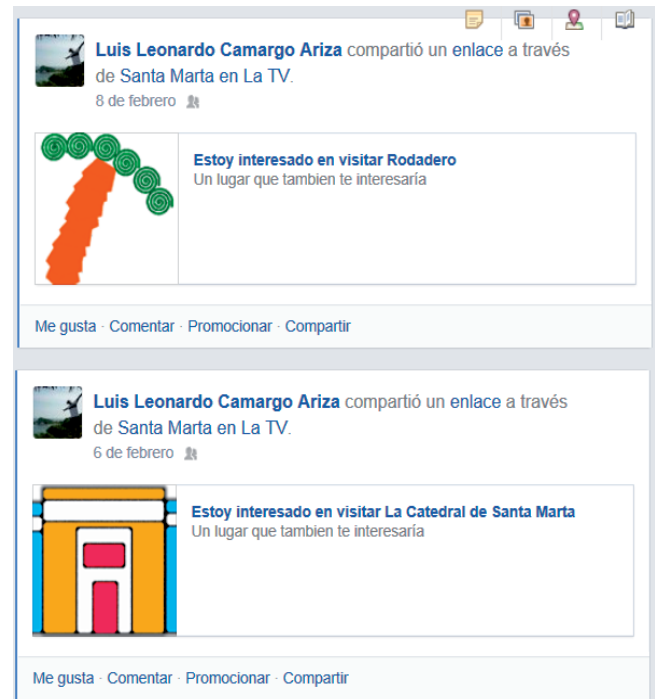 Luis Leonardo Camargo Ariza compartió un enlace a través
de Santa Marta en La TV.
8 de febrero
Estoy interesado en visitar Rodadero
Un lugar que tambien te interesaría
Me gusta · Comentar · Promocionar · Compartir
Luis Leonardo Camargo Ariza compartió un enlace a través
de Santa Marta en La TV.
6 de febrero
Estoy interesado en visitar La Catedral de Santa Marta
Un lugar que tambien te interesaría
Me gusta · Comentar · Promocionar · Compartir